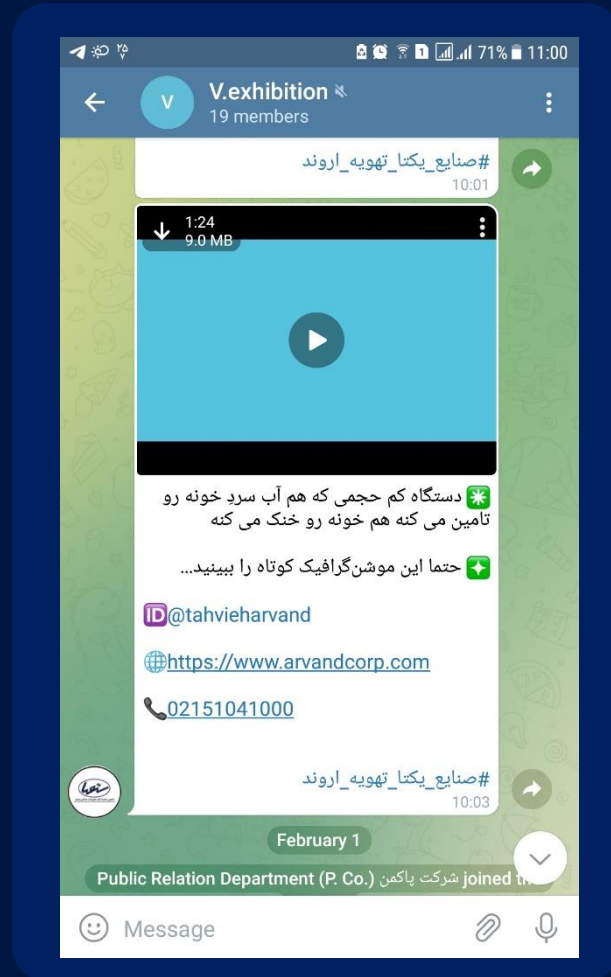 ۲۵
71% 11:00
V
V.exhibition
19 members
#صنایع_یکتا_تهویه_اروند
10:01
1:24
9.0 MB
دستگاه کم حجمی که هم آب سردِ خونه رو
تامین می کنه هم خونه رو خنک می کنه
حتما این موشن‌گرافیک کوتاه را ببینید...
🆔@tahvieharvand
https://www.arvandcorp.com
02151041000
#صنایع_یکتا_تهویه_اروند
10:03
February 1
Public Relation Department (P. Co.) شرکت پاکمن joined
Message